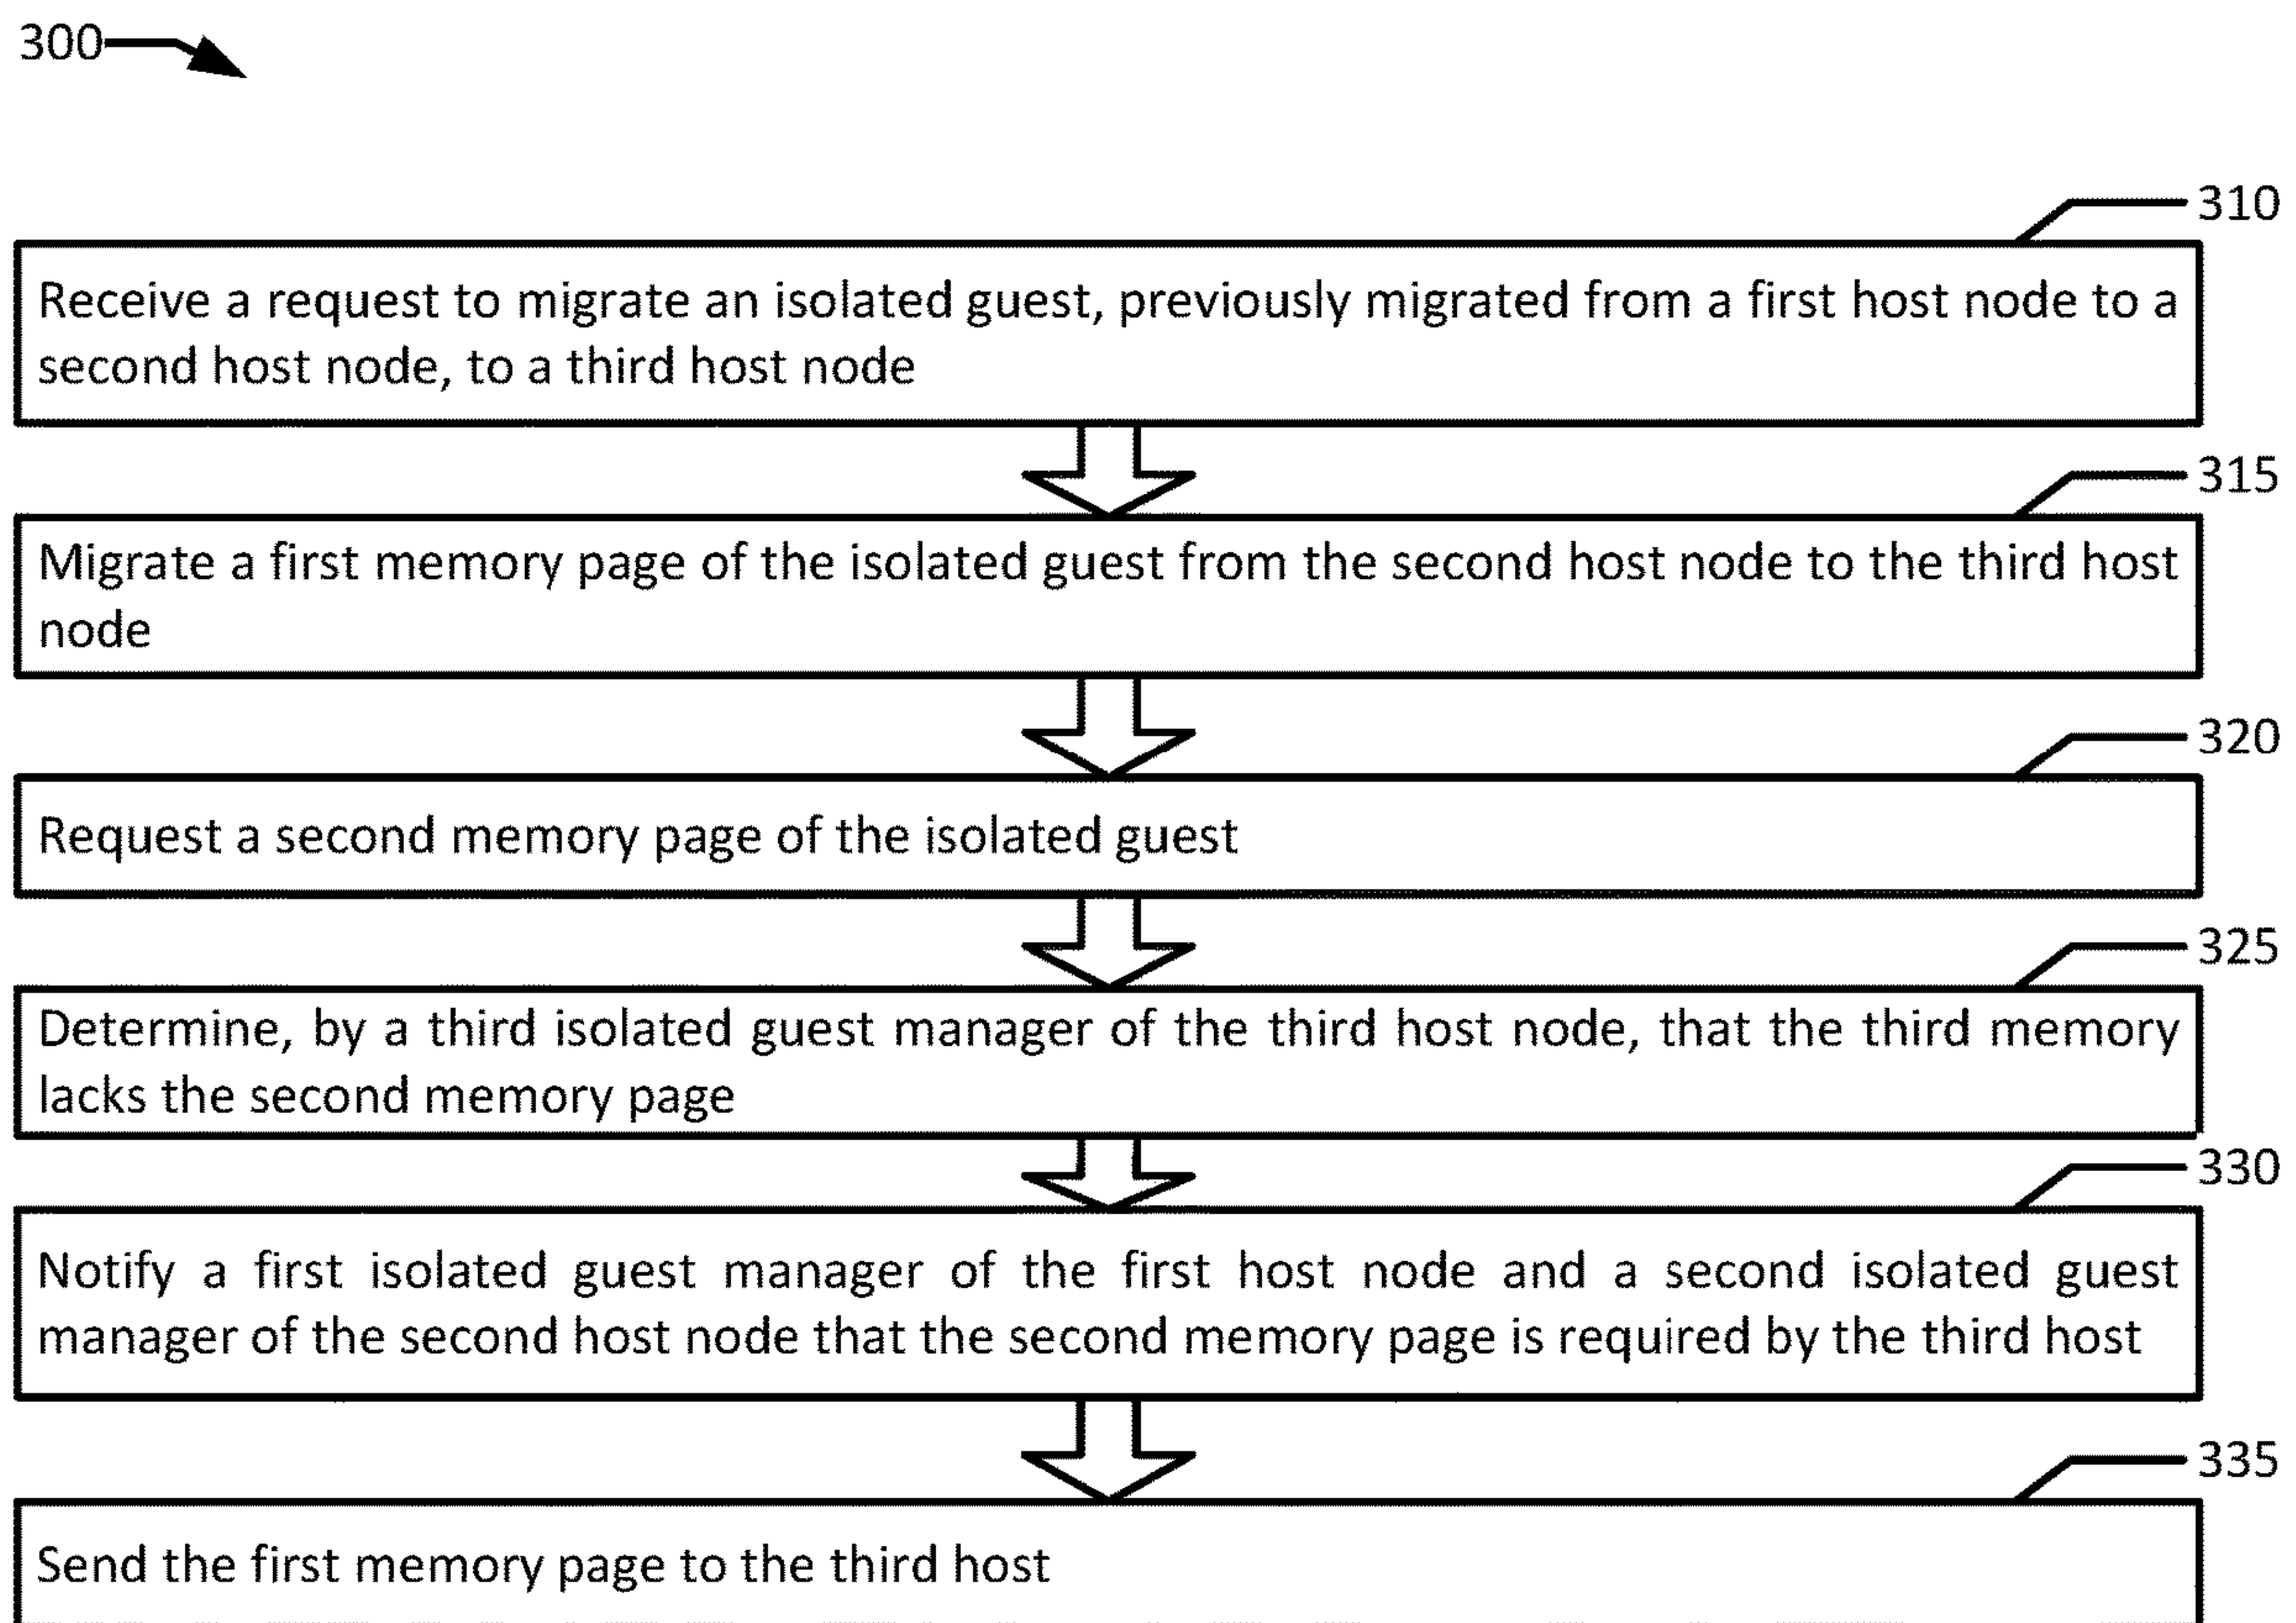 300
310
Receive a request to migrate an isolated guest, previously migrated from a first host node to a
second host node, to a third host node
315
Migrate a first memory page of the isolated guest from the second host node to the third host
node
320
Request a second memory page of the isolated guest
325
Determine, by a third isolated guest manager of the third host node, that the third memory
lacks the second memory page
330
Notify a first isolated guest manager of the first host node and a second isolated guest
manager of the second host node that the second memory page is required by the third host
335
Send the first memory page to the third host